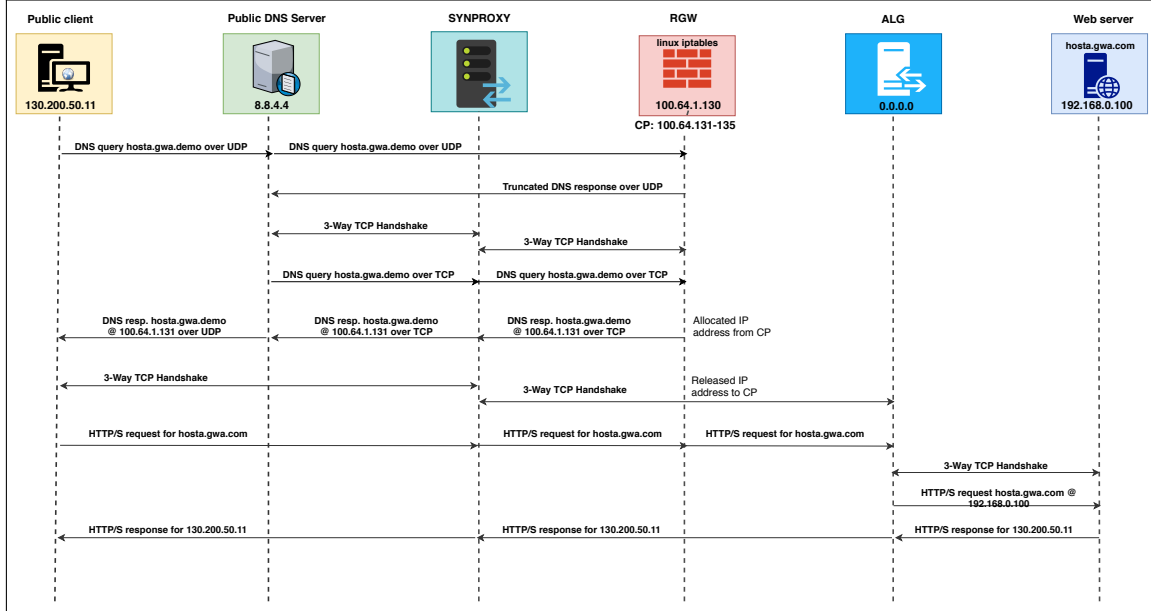 Public client
Public DNS Server
SYNPROXY
RGW
ALG
Web server
linux iptables
hosta.gwa.com
130.200.50.11
8.8.4.4
100.64.1.130
0.0.0.0
192.168.0.100
CP: 100.64.131-135
DNS query hosta.gwa.demo over UDP
DNS query hosta.gwa.demo over UDP
Truncated DNS response over UDP
3-Way TCP Handshake
3-Way TCP Handshake
DNS query hosta.gwa.demo over TCP
DNS query hosta.gwa.demo over TCP
DNS resp. hosta.gwa.demo
@ 100.64.1.131 over UDP
DNS resp. hosta.gwa.demo
@ 100.64.1.131 over TCP
DNS resp. hosta.gwa.demo
@ 100.64.1.131 over TCP
Allocated IP
address from CP
3-Way TCP Handshake
3-Way TCP Handshake
Released IP
address to CP
HTTP/S request for hosta.gwa.com
HTTP/S request for hosta.gwa.com
HTTP/S request for hosta.gwa.com
3-Way TCP Handshake
HTTP/S request hosta.gwa.com @
192.168.0.100
HTTP/S response for 130.200.50.11
HTTP/S response for 130.200.50.11
HTTP/S response for 130.200.50.11